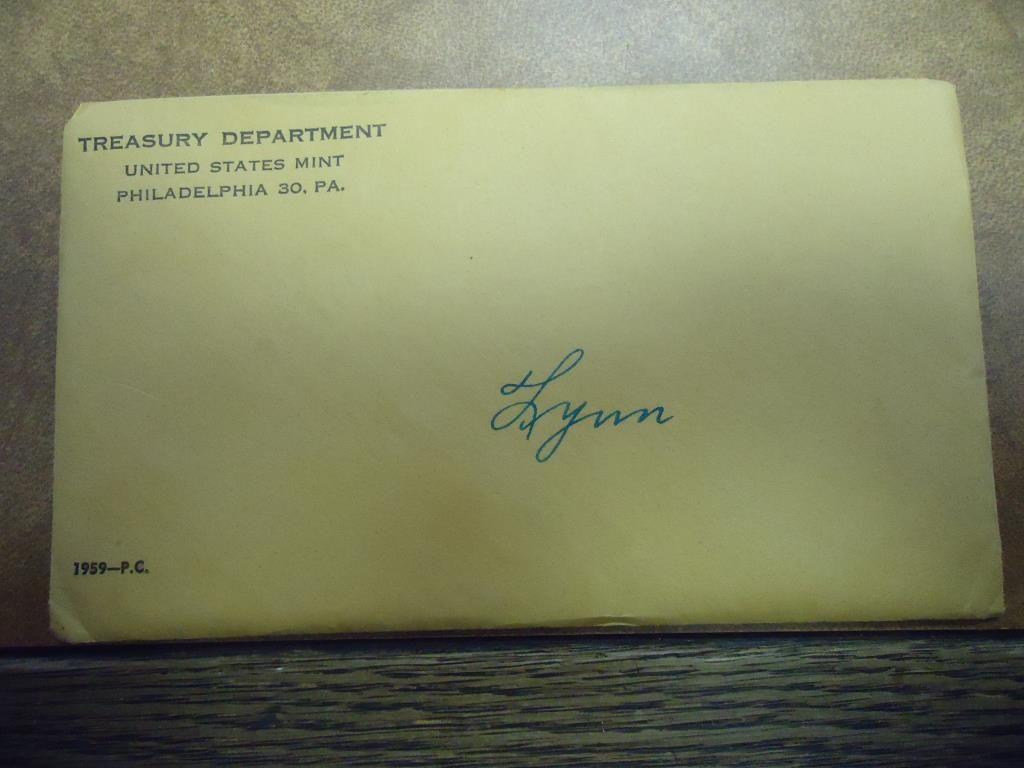 TREASURY DEPARTMENT
UNITED STATES MINT
PHILADELPHIA 30, PA.
Lynn
1959—P.C.